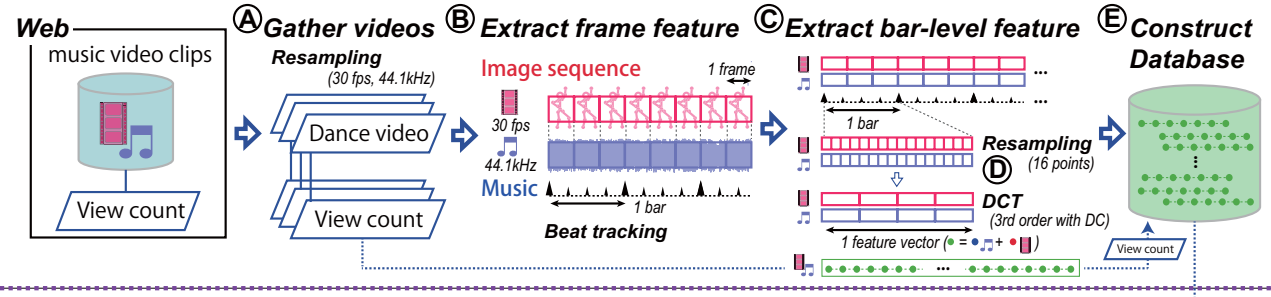 Web
music video clips
View count
A Gather videos
Resampling
(30 fps, 44.1kHz)
Dance video
View count
B Extract frame feature
Image sequence
1 frame
30 fps
44.1kHz
Music
1 bar
Beat tracking
C Extract bar-level feature
...
...
1 bar
Resampling
(16 points)
D
DCT
(3rd order with DC)
1 feature vector ( = + )
...
E Construct
Database
View count